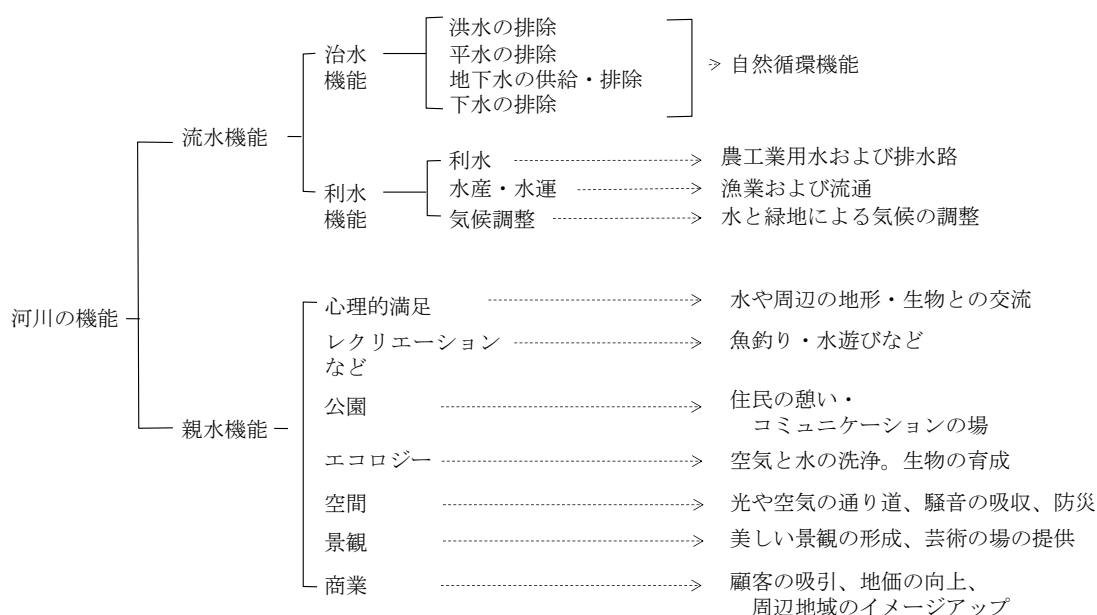 洪水の排除
治水
機能
平水の排除
地下水の供給・排除
下水の排除
自然循環機能
流水機能
利水
農工業用水および排水路
利水
機能
水産・水運
漁業および流通
気候調整
水と緑地による気候の調整
河川の機能
心理的満足
水や周辺の地形・生物との交流
レクリエーション
など
魚釣り・水遊びなど
親水機能
公園
住民の憩い・
コミュニケーションの場
エコロジー
空気と水の洗浄。生物の育成
空間
光や空気の通り道、騒音の吸収、防災
景観
美しい景観の形成、芸術の場の提供
商業
顧客の吸引、地価の向上、
周辺地域のイメージアップ